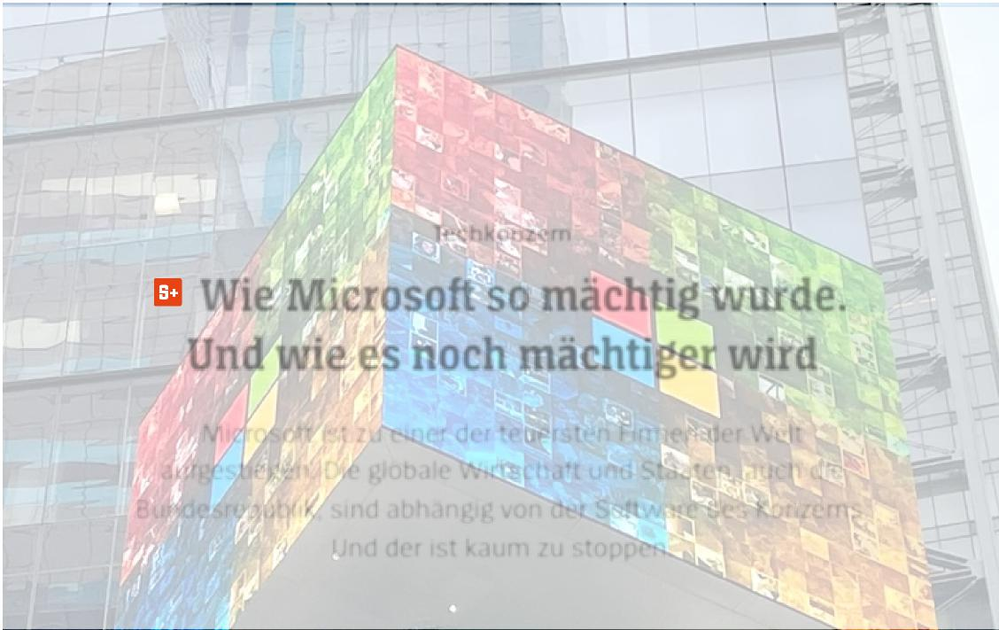 Techkonzern
S+ Wie Microsoft so mächtig wurde.
Und wie es noch mächtiger wird
Microsoft ist zu einer der teuersten Firmen der Welt
aufgestiegen. Die globale Wirtschaft und Staaten, auch die
Bundesrepublik, sind abhängig von der Software des Konzerns.
Und der ist kaum zu stoppen.